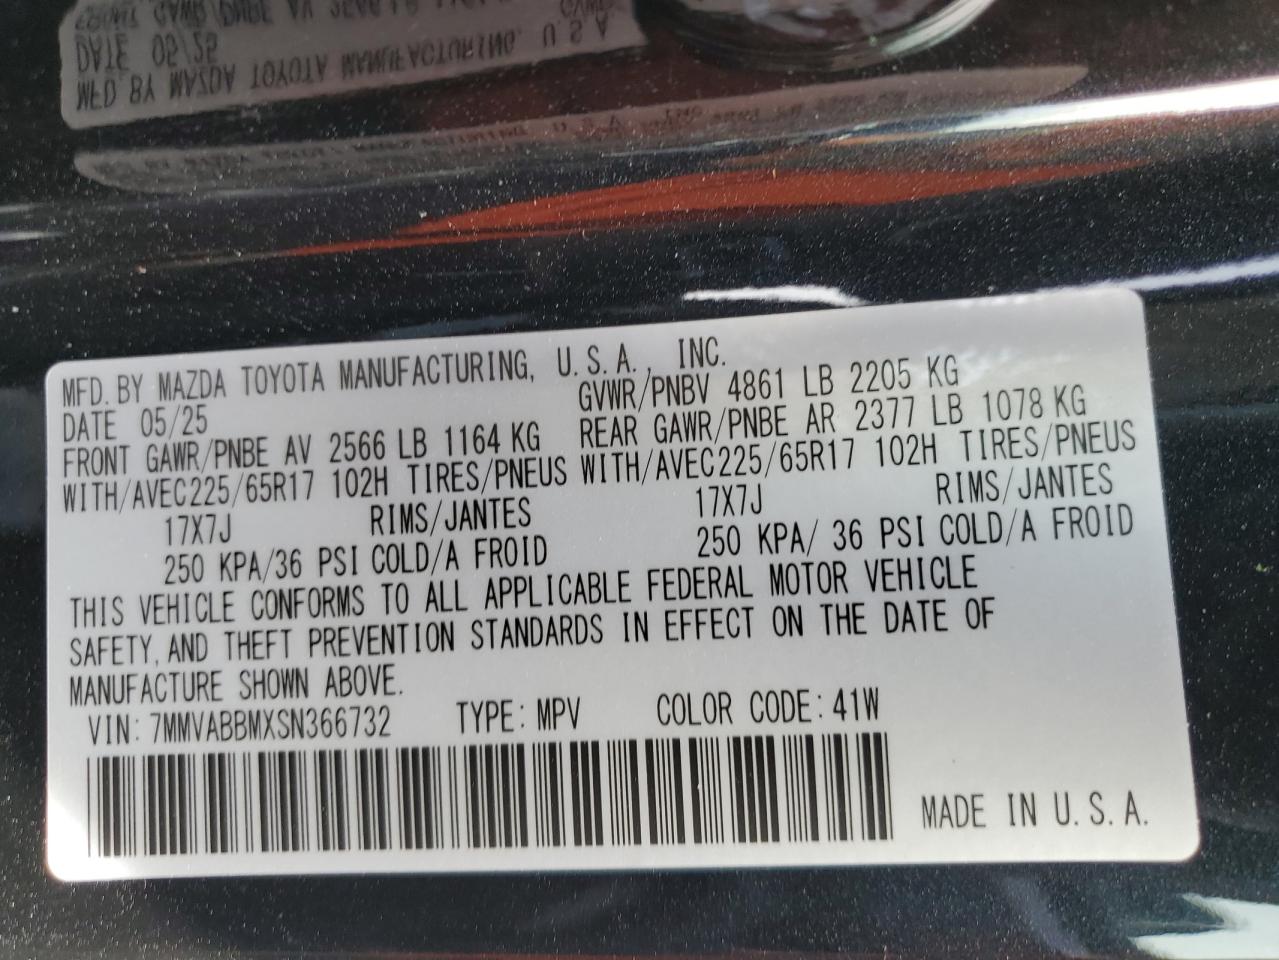 MFD. BY MAZDA TOYOTA MANUFACTURING, U.S.A., INC.
DATE 05/25 GVWR/PNBV 4861 LB 2205 KG
FRONT GAWR/PNBE AV 2566 LB 1164 KG REAR GAWR/PNBE AR 2377 LB 1078 KG
WITH/AVEC225/65R17 102H TIRES/PNEUS WITH/AVEC225/65R17 102H TIRES/PNEUS
17X7J RIMS/JANTES 17X7J RIMS/JANTES
250 KPA/36 PSI COLD/A FROID 250 KPA/ 36 PSI COLD/A FROID
THIS VEHICLE CONFORMS TO ALL APPLICABLE FEDERAL MOTOR VEHICLE
SAFETY, AND THEFT PREVENTION STANDARDS IN EFFECT ON THE DATE OF
MANUFACTURE SHOWN ABOVE.
VIN: 7MMVABBMXSN366732 TYPE: MPV COLOR CODE: 41W
MADE IN U.S.A.